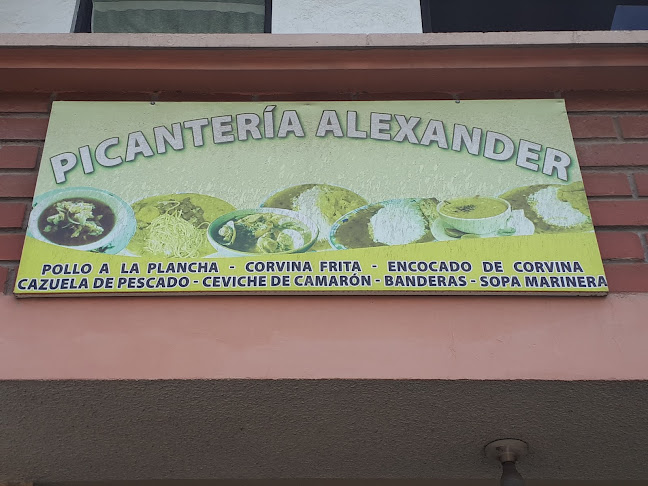 PICANTERÍA ALEXANDER
POLLO A LA PLANCHA - CORVINA FRITA - ENCOCADO DE CORVINA
CAZUELA DE PESCADO - CEVICHE DE CAMARÓN - BANDERAS - SOPA MARINERA